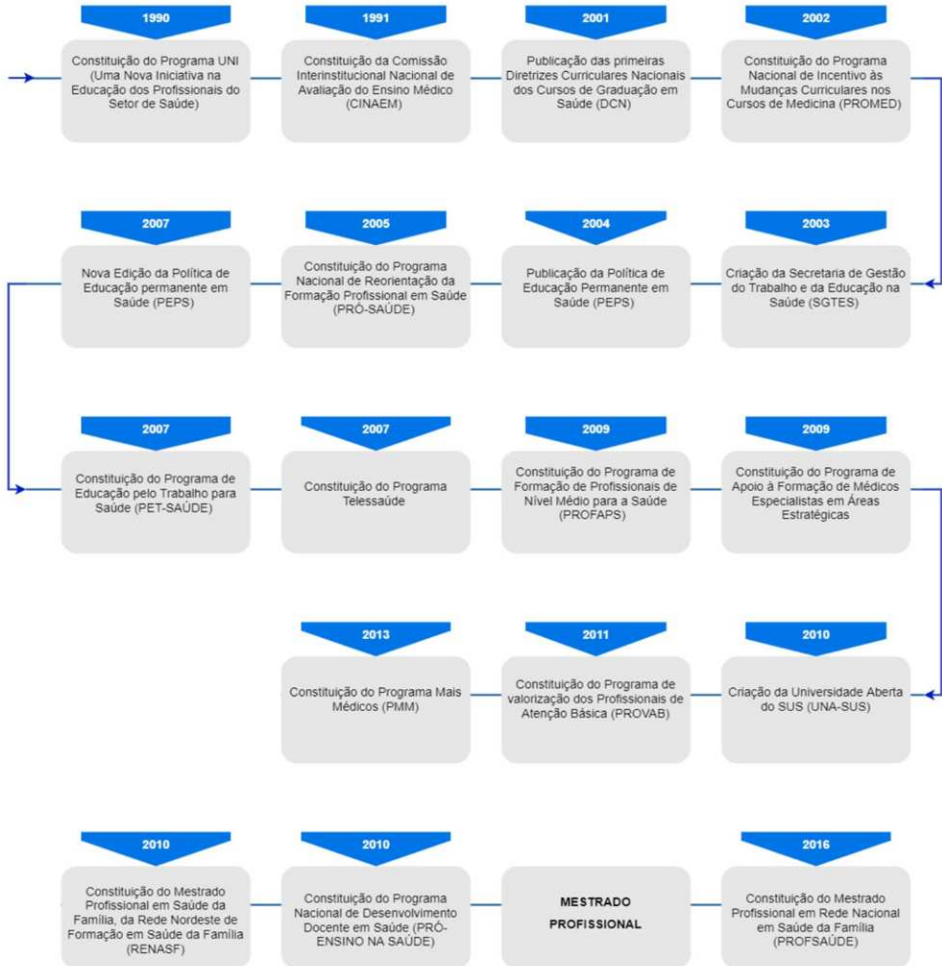 1990
Constituição do Programa UNI
(Uma Nova Iniciativa na
Educação dos Profissionais do
Setor de Saúde)
1991
Constituição da Comissão
Interinstitucional Nacional de
Avaliação do Ensino Médico
(CINAEM)
2001
Publicação das primeiras
Diretrizes Curriculares Nacionais
dos Cursos de Graduação em
Saúde (DCN)
2002
Constituição do Programa
Nacional de Incentivo às
Mudanças Curriculares nos
Cursos de Medicina (PROMED)
2003
Criação da Secretaria de Gestão
do Trabalho e da Educação na
Saúde (SGTES)
2004
Publicação da Política de
Educação Permanente em
Saúde (PEPS)
2005
Constituição do Programa
Nacional de Reorientação da
Formação Profissional em Saúde
(PRÓ-SAÚDE)
2007
Nova Edição da Política de
Educação permanente em
Saúde (PEPS)
2007
Constituição do Programa de
Educação pelo Trabalho para
Saúde (PET-SAÚDE)
2007
Constituição do Programa
Telessaúde
2009
Constituição do Programa de
Formação de Profissionais de
Nível Médio para a Saúde
(PROFAPS)
2009
Constituição do Programa de
Apoio à Formação de Médicos
Especialistas em Áreas
Estratégicas
2010
Criação da Universidade Aberta
do SUS (UNA-SUS)
2011
Constituição do Programa de
valorização dos Profissionais de
Atenção Básica (PROVAB)
2013
Constituição do Programa Mais
Médicos (PMM)
2010
Constituição do Mestrado
Profissional em Saúde da
Família, da Rede Nordeste de
Formação em Saúde da Família
(RENASF)
2010
Constituição do Programa
Nacional de Desenvolvimento
Docente em Saúde (PRÓ-
ENSINO NA SAÚDE)
MESTRADO
PROFISSIONAL
2016
Constituição do Mestrado
Profissional em Rede Nacional
em Saúde da Família
(PROFSAÚDE)